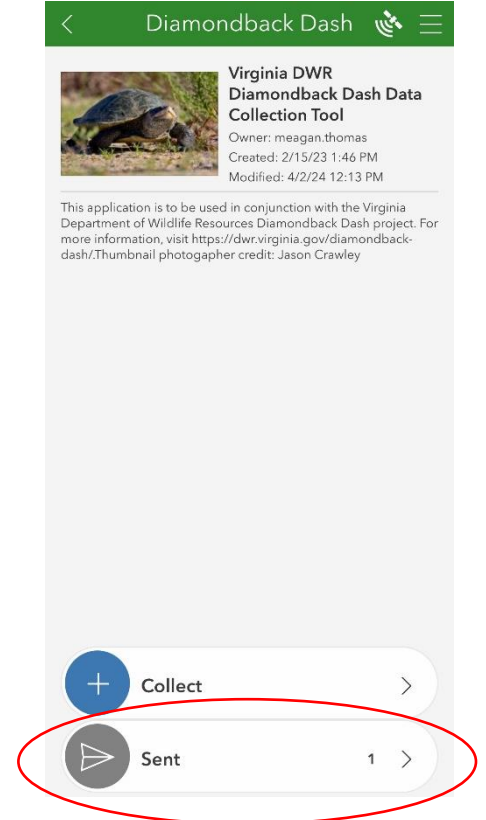 Diamondback Dash
Virginia DWR
Diamondback Dash Data
Collection Tool
Owner: meagan.thomas
Created: 2/15/23 1:46 PM
Modified: 4/2/24 12:13 PM
This application is to be used in conjunction with the Virginia
Department of Wildlife Resources Diamondback Dash project. For
more information, visit https://dwr.virginia.gov/diamondback-
dash/.Thumbnail photogapher credit: Jason Crawley
Collect
Sent 1